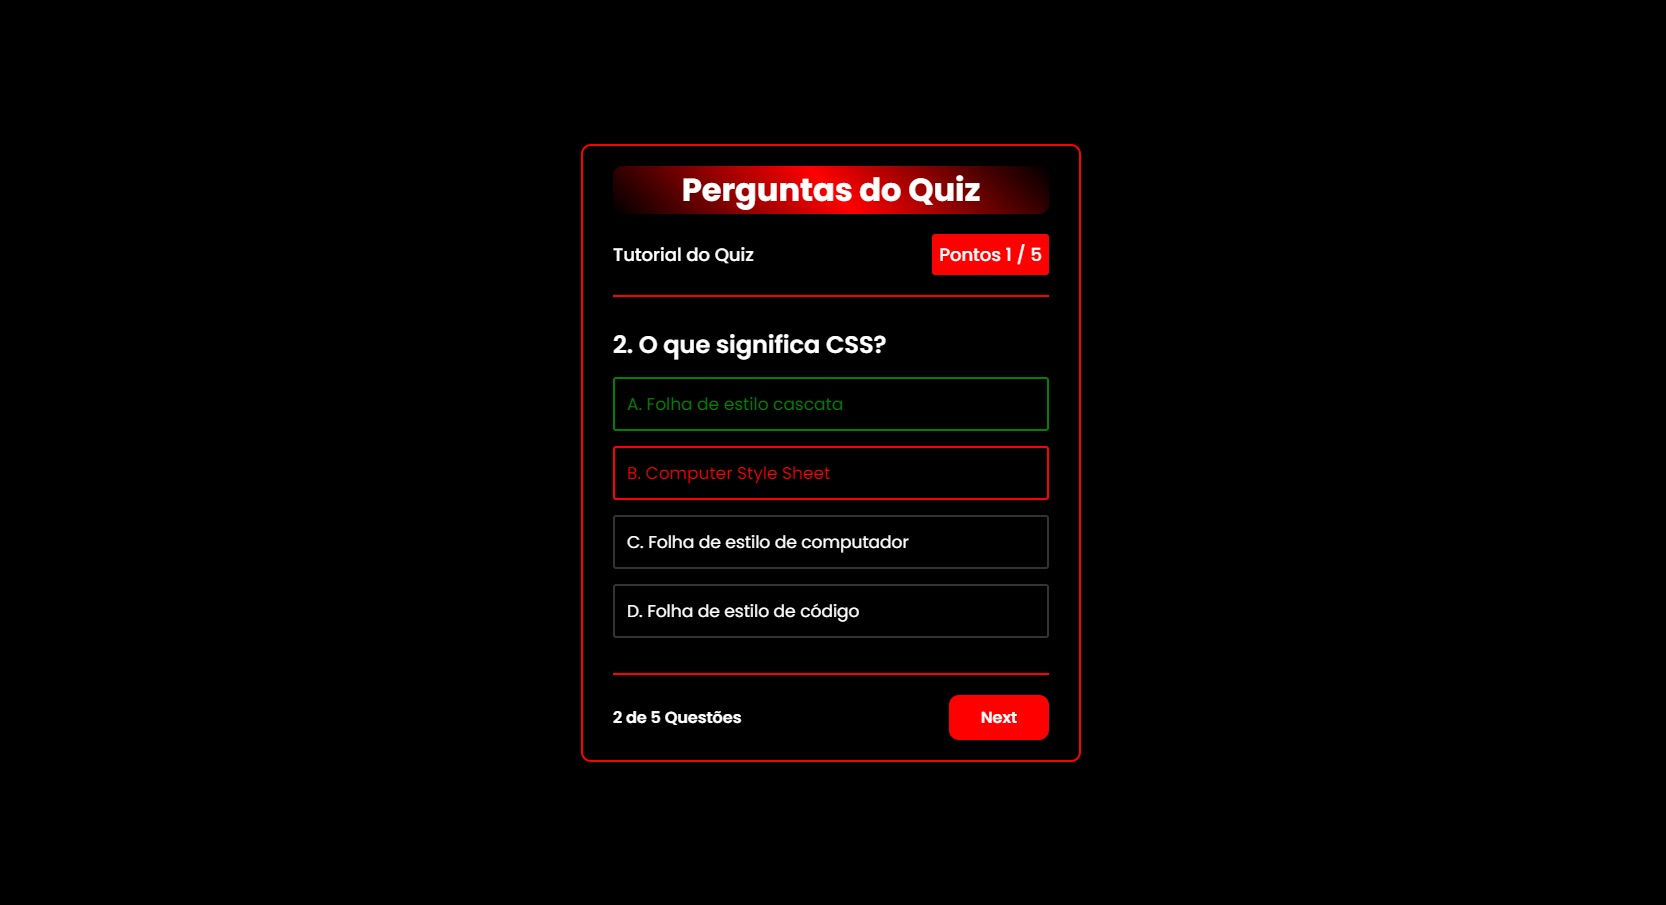 Perguntas do Quiz
Tutorial do Quiz
Pontos 1 / 5
2. O que significa CSS?
A. Folha de estilo cascata
B. Computer Style Sheet
C. Folha de estilo de computador
D. Folha de estilo de código
2 de 5 Questões
Next